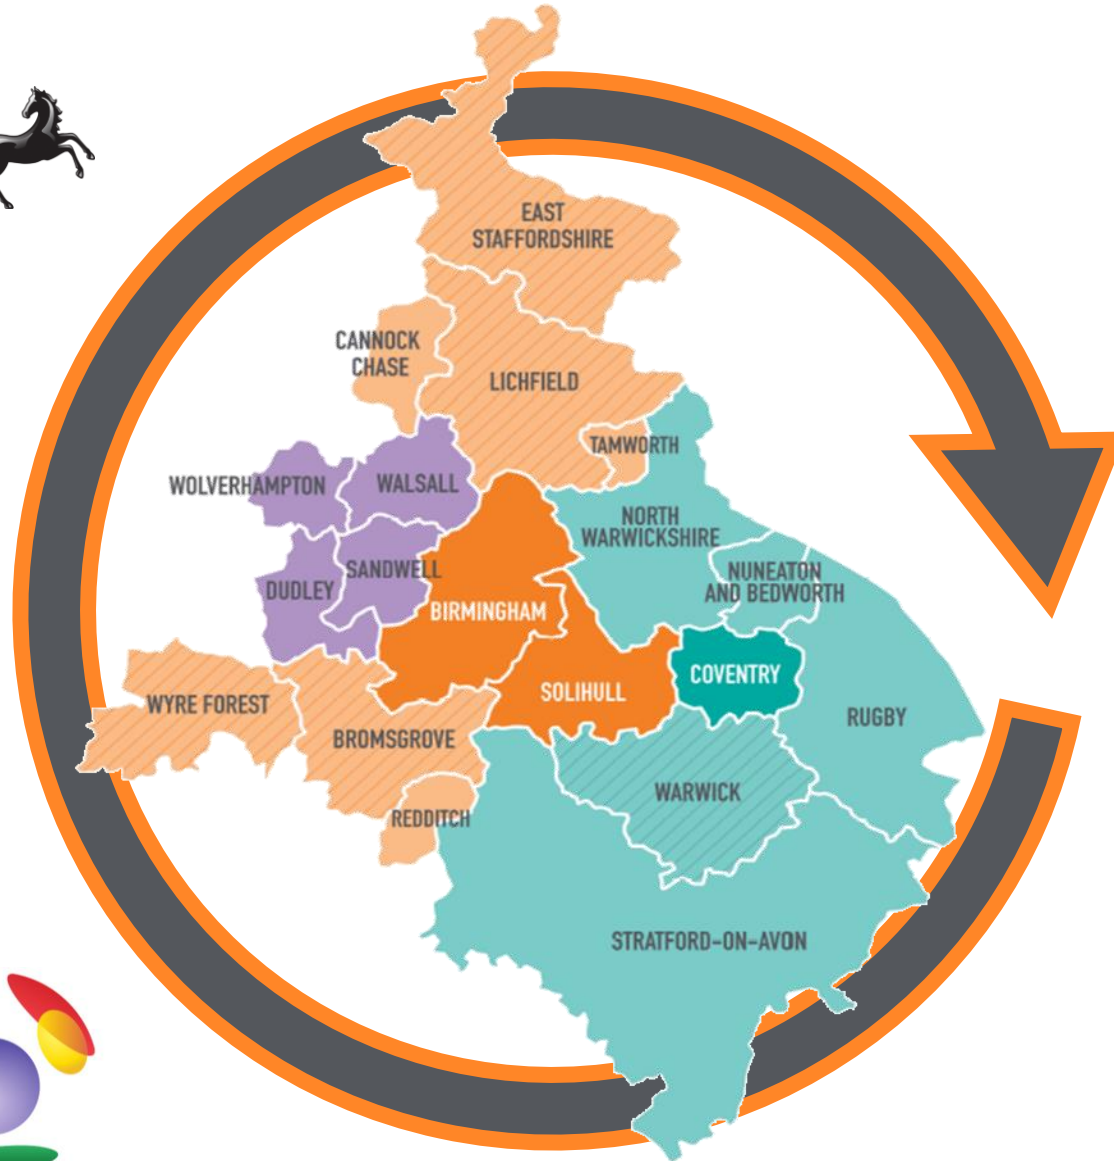 EAST
STAFFORDSHIRE
CANNOCK
CHASE
LICHFIELD
TAMWORTH
WOLVERHAMPTON
WALSALL
NORTH
WARWICKSHIRE
SANDWELL
DUDLEY
NUNEATON
AND BEDWORTH
BIRMINGHAM
COVENTRY
SOLIHULL
WYRE FOREST
RUGBY
BROMSGROVE
WARWICK
REDDITCH
STRATFORD-ON-AVON